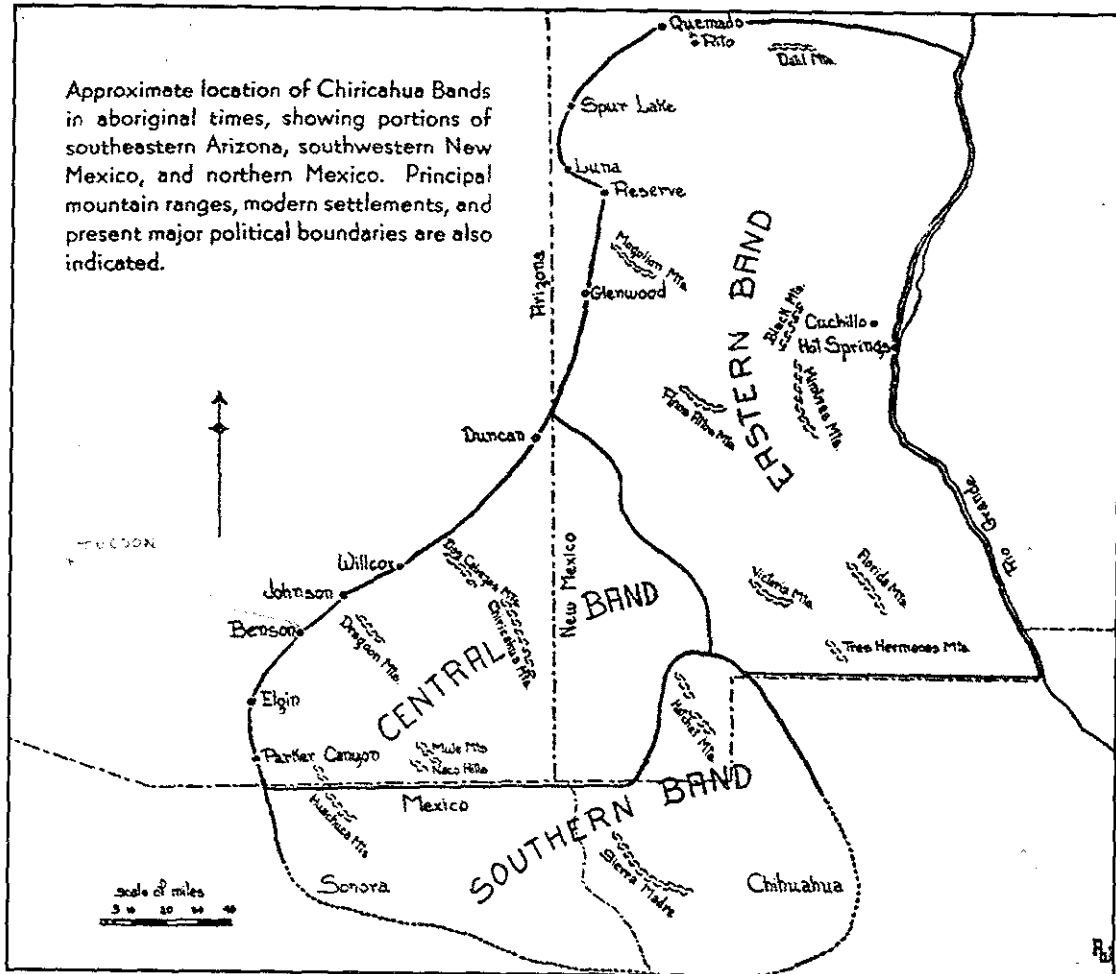 Quemado
Rito
Datil Mts.
Approximate location of Chiricahua Bands
in aboriginal times, showing portions of
southeastern Arizona, southwestern New
Mexico, and northern Mexico. Principal
mountain ranges, modern settlements, and
present major political boundaries are also
indicated.
Spur Lake
Luna
Reserve
Mogollon Mts.
Glenwood
Arizona
EASTERN BAND
Black Mts.
Cuchillo
Hot Springs
Mimbres Mts.
Pinos Altos Mts.
Duncan
Rio Grande
TUCSON
Willcox
Dos Cabezas Mts.
New Mexico
Johnson
Chiricahua Mts.
Victoria Mts.
Florida Mts.
Benson
Dragoon Mts.
CENTRAL BAND
Tres Hermanas Mts.
Elgin
Hatchet Mts.
Parker Canyon
Mule Mts
Naco Hills
Mexico
Huachuca Mts
SOUTHERN BAND
Sierra Madre
Sonora
Chihuahua
scale of miles
20